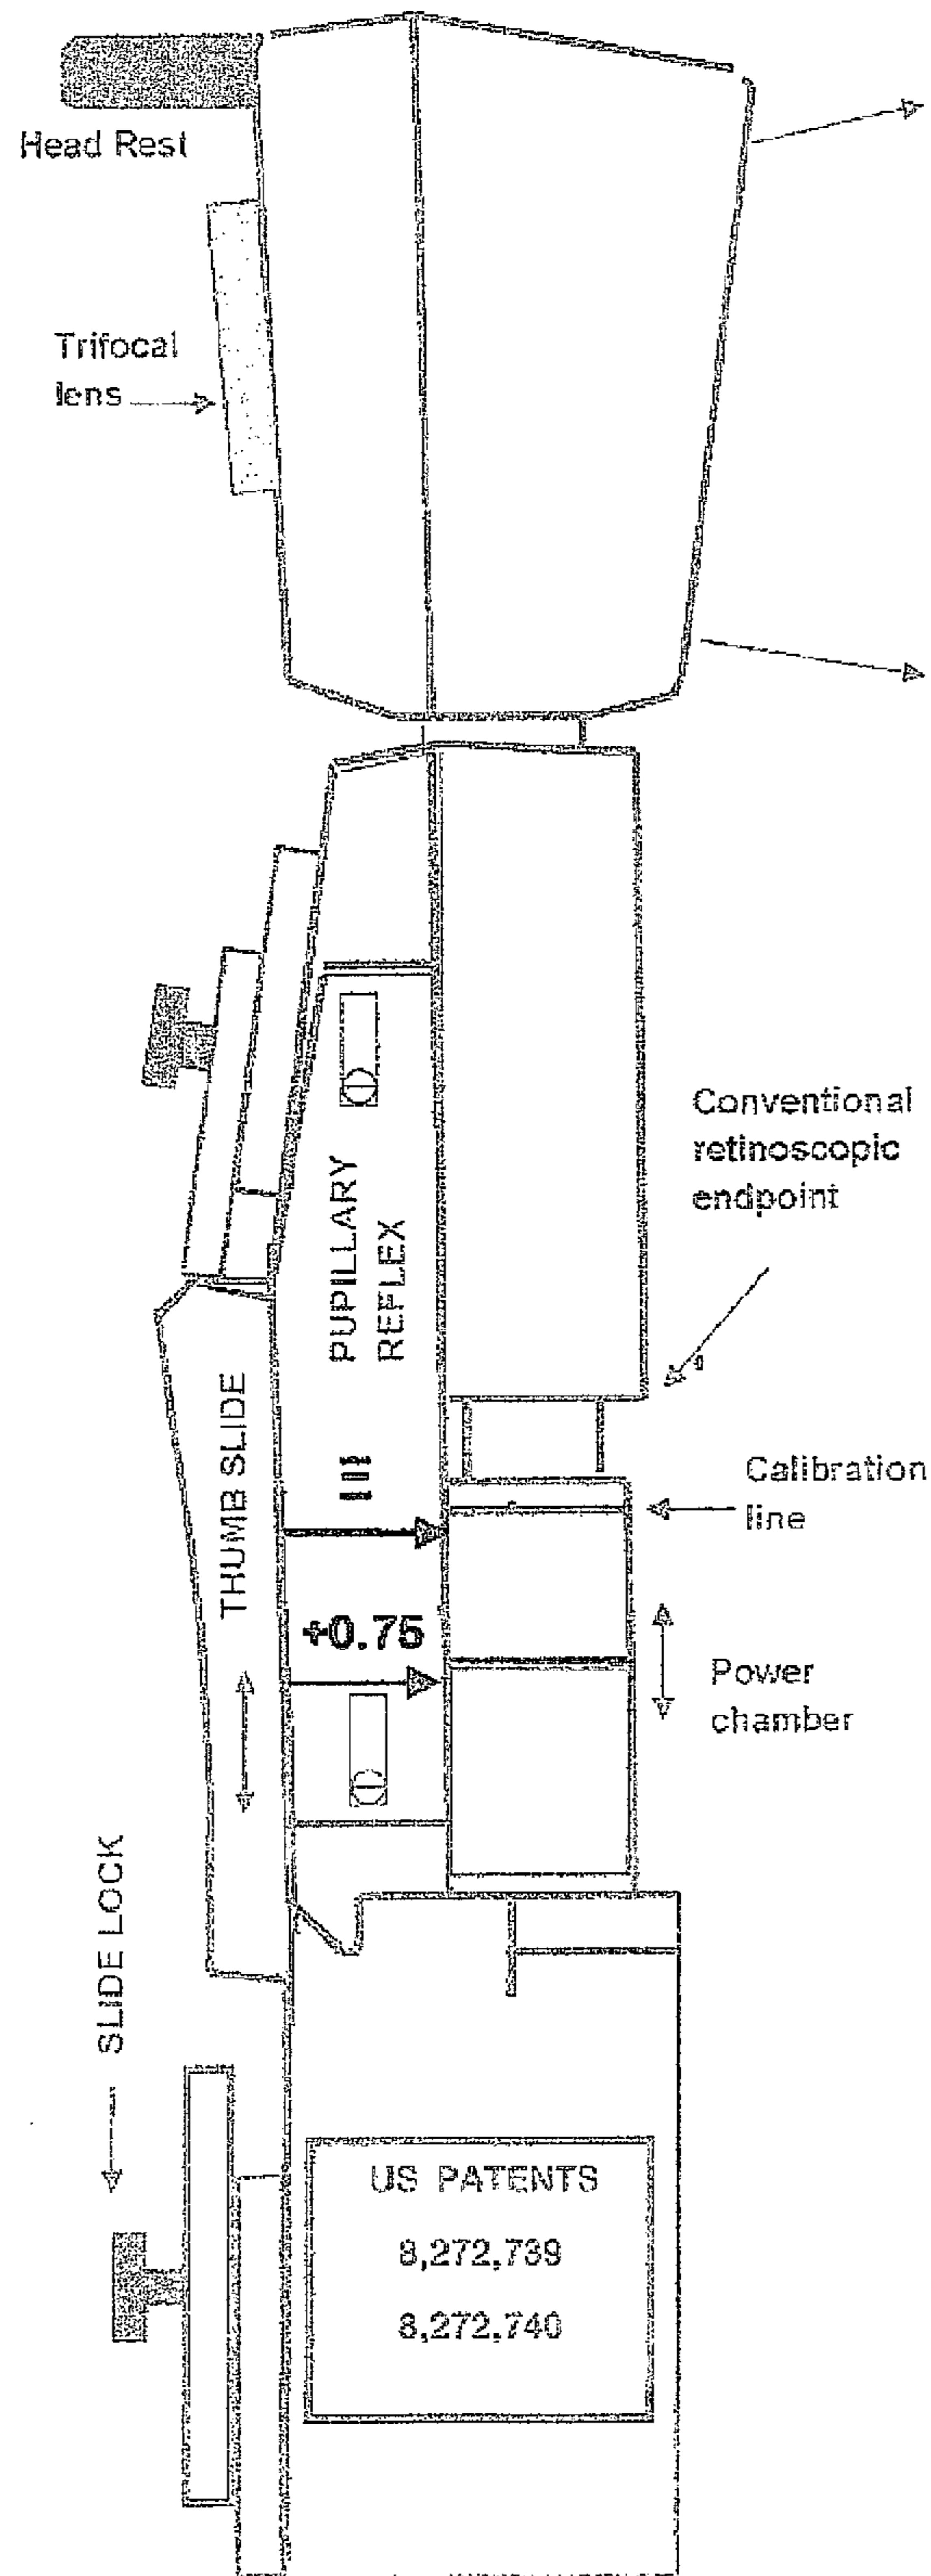 Head Rest
Trifocal
lens
Conventional
retinoscopic
endpoint
PUPILLARY
REFLEX
THUMB SLIDE
Calibration
line
+0.75
Power
chamber
SLIDE LOCK
US PATENTS
8,272,739
8,272,740